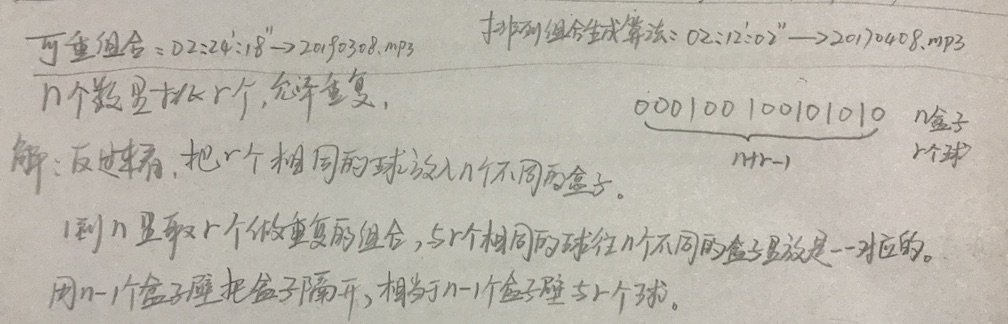 可重组合：02:24':18"→20190308.mp3
排列组合生成算法：02:12':02"→20190408.mp3
n个数里挑r个，允许重复，
000100100101010
n盒子
n+r-1
r个球
解：反过来看，把r个相同的球放入n个不同的盒子。
1到n里取r个做重复的组合，与r个相同的球往n个不同的盒子里放是一一对应的。
用n-1个盒子壁把盒子隔开，相当于n-1个盒子壁与r个球。